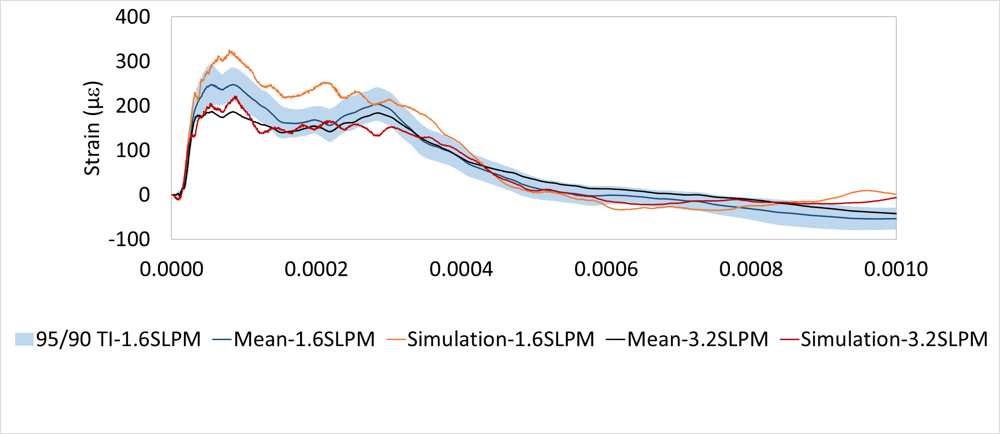 400
300
200
100
0
-100
Strain (με)
0.0000 0.0002 0.0004 0.0006 0.0008 0.0010
95/90 TI-1.6SLPM Mean-1.6SLPM Simulation-1.6SLPM Mean-3.2SLPM Simulation-3.2SLPM